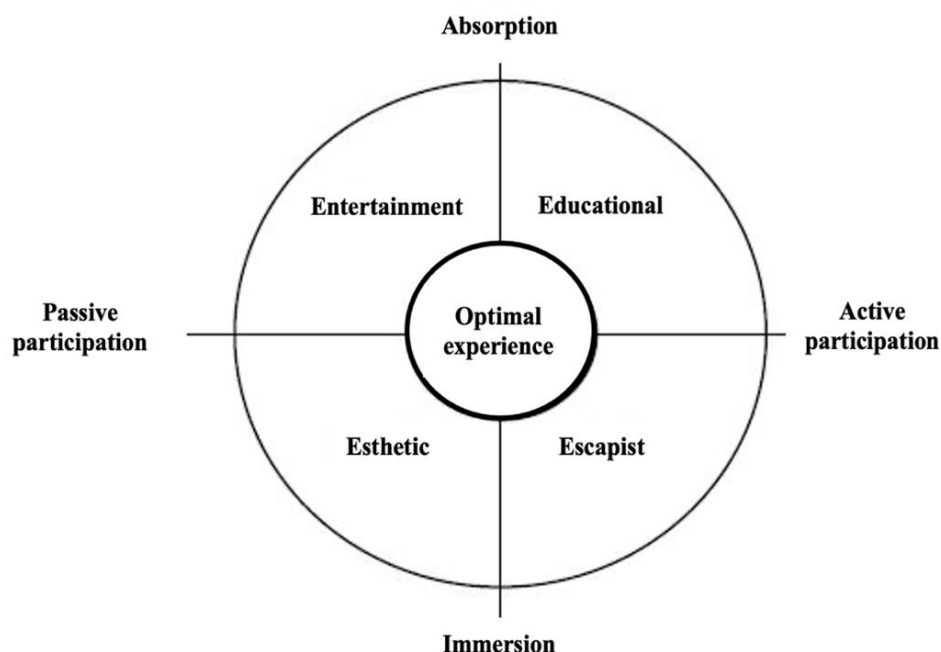 Absorption
Entertainment
Educational
Passive
participation
Optimal
experience
Active
participation
Esthetic
Escapist
Immersion